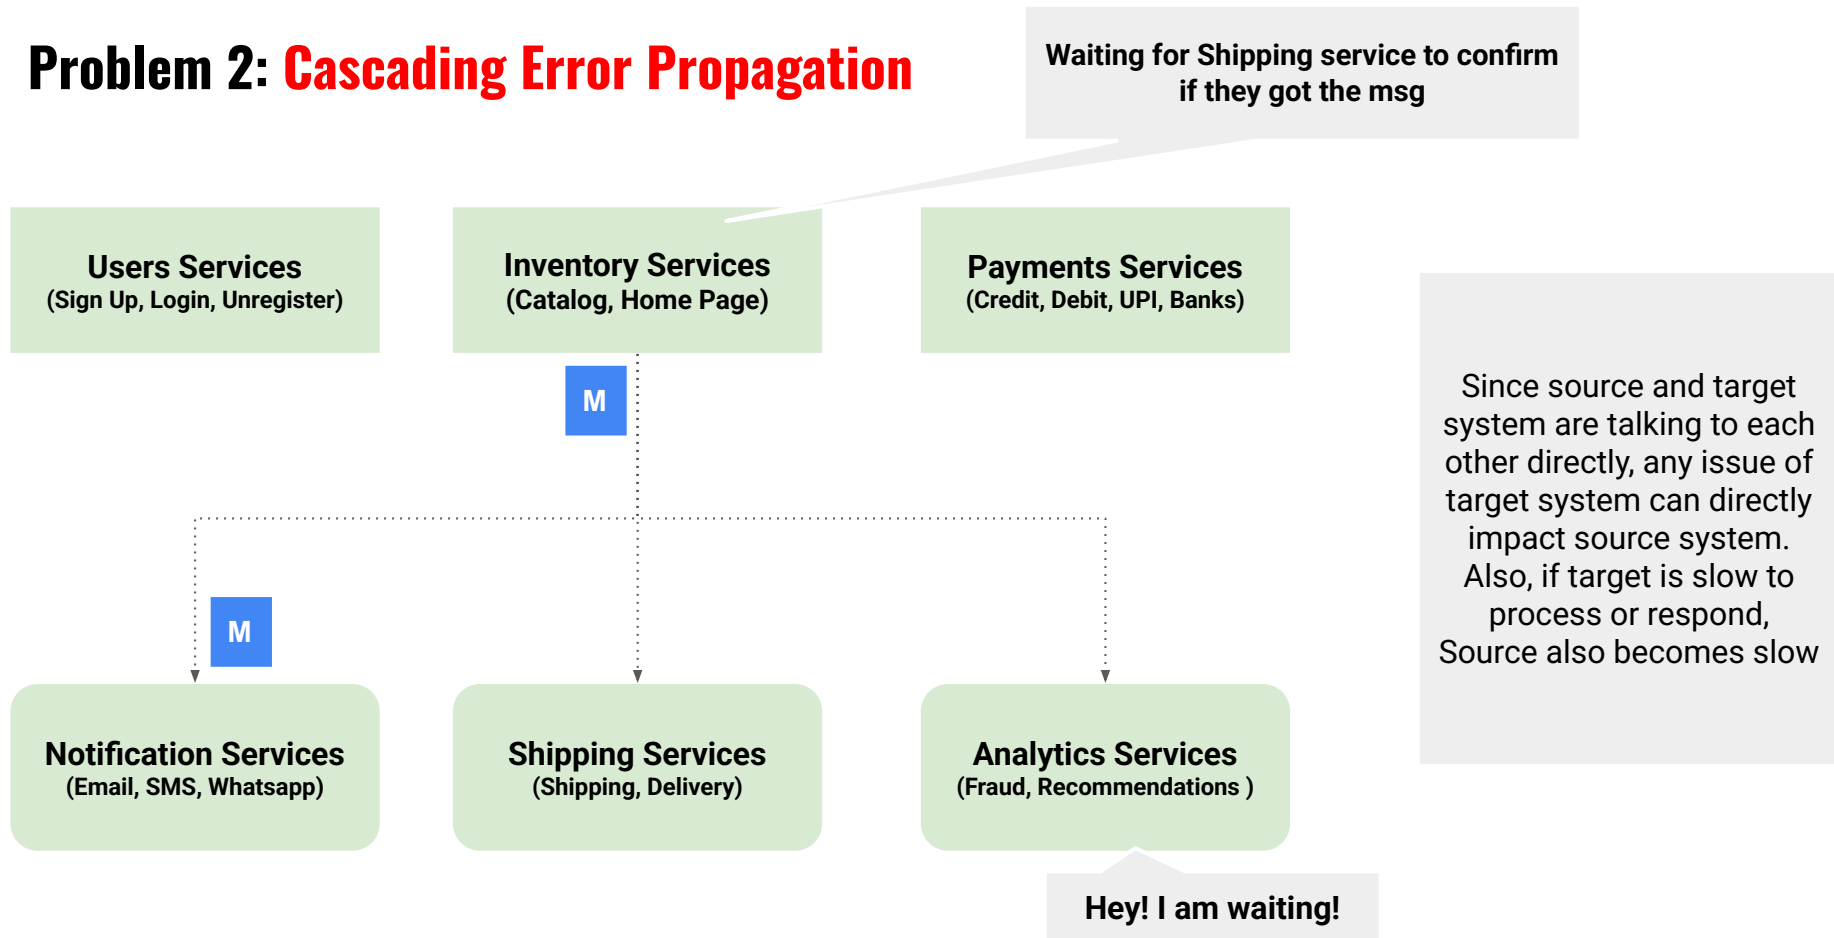 Problem 2: Cascading Error Propagation
Waiting for Shipping service to confirm
if they got the msg
Users Services
(Sign Up, Login, Unregister)
Inventory Services
(Catalog, Home Page)
Payments Services
(Credit, Debit, UPI, Banks)
M
Since source and target
system are talking to each
other directly, any issue of
target system can directly
impact source system.
Also, if target is slow to
process or respond,
Source also becomes slow
M
Notification Services
(Email, SMS, Whatsapp)
Shipping Services
(Shipping, Delivery)
Analytics Services
(Fraud, Recommendations )
Hey! I am waiting!